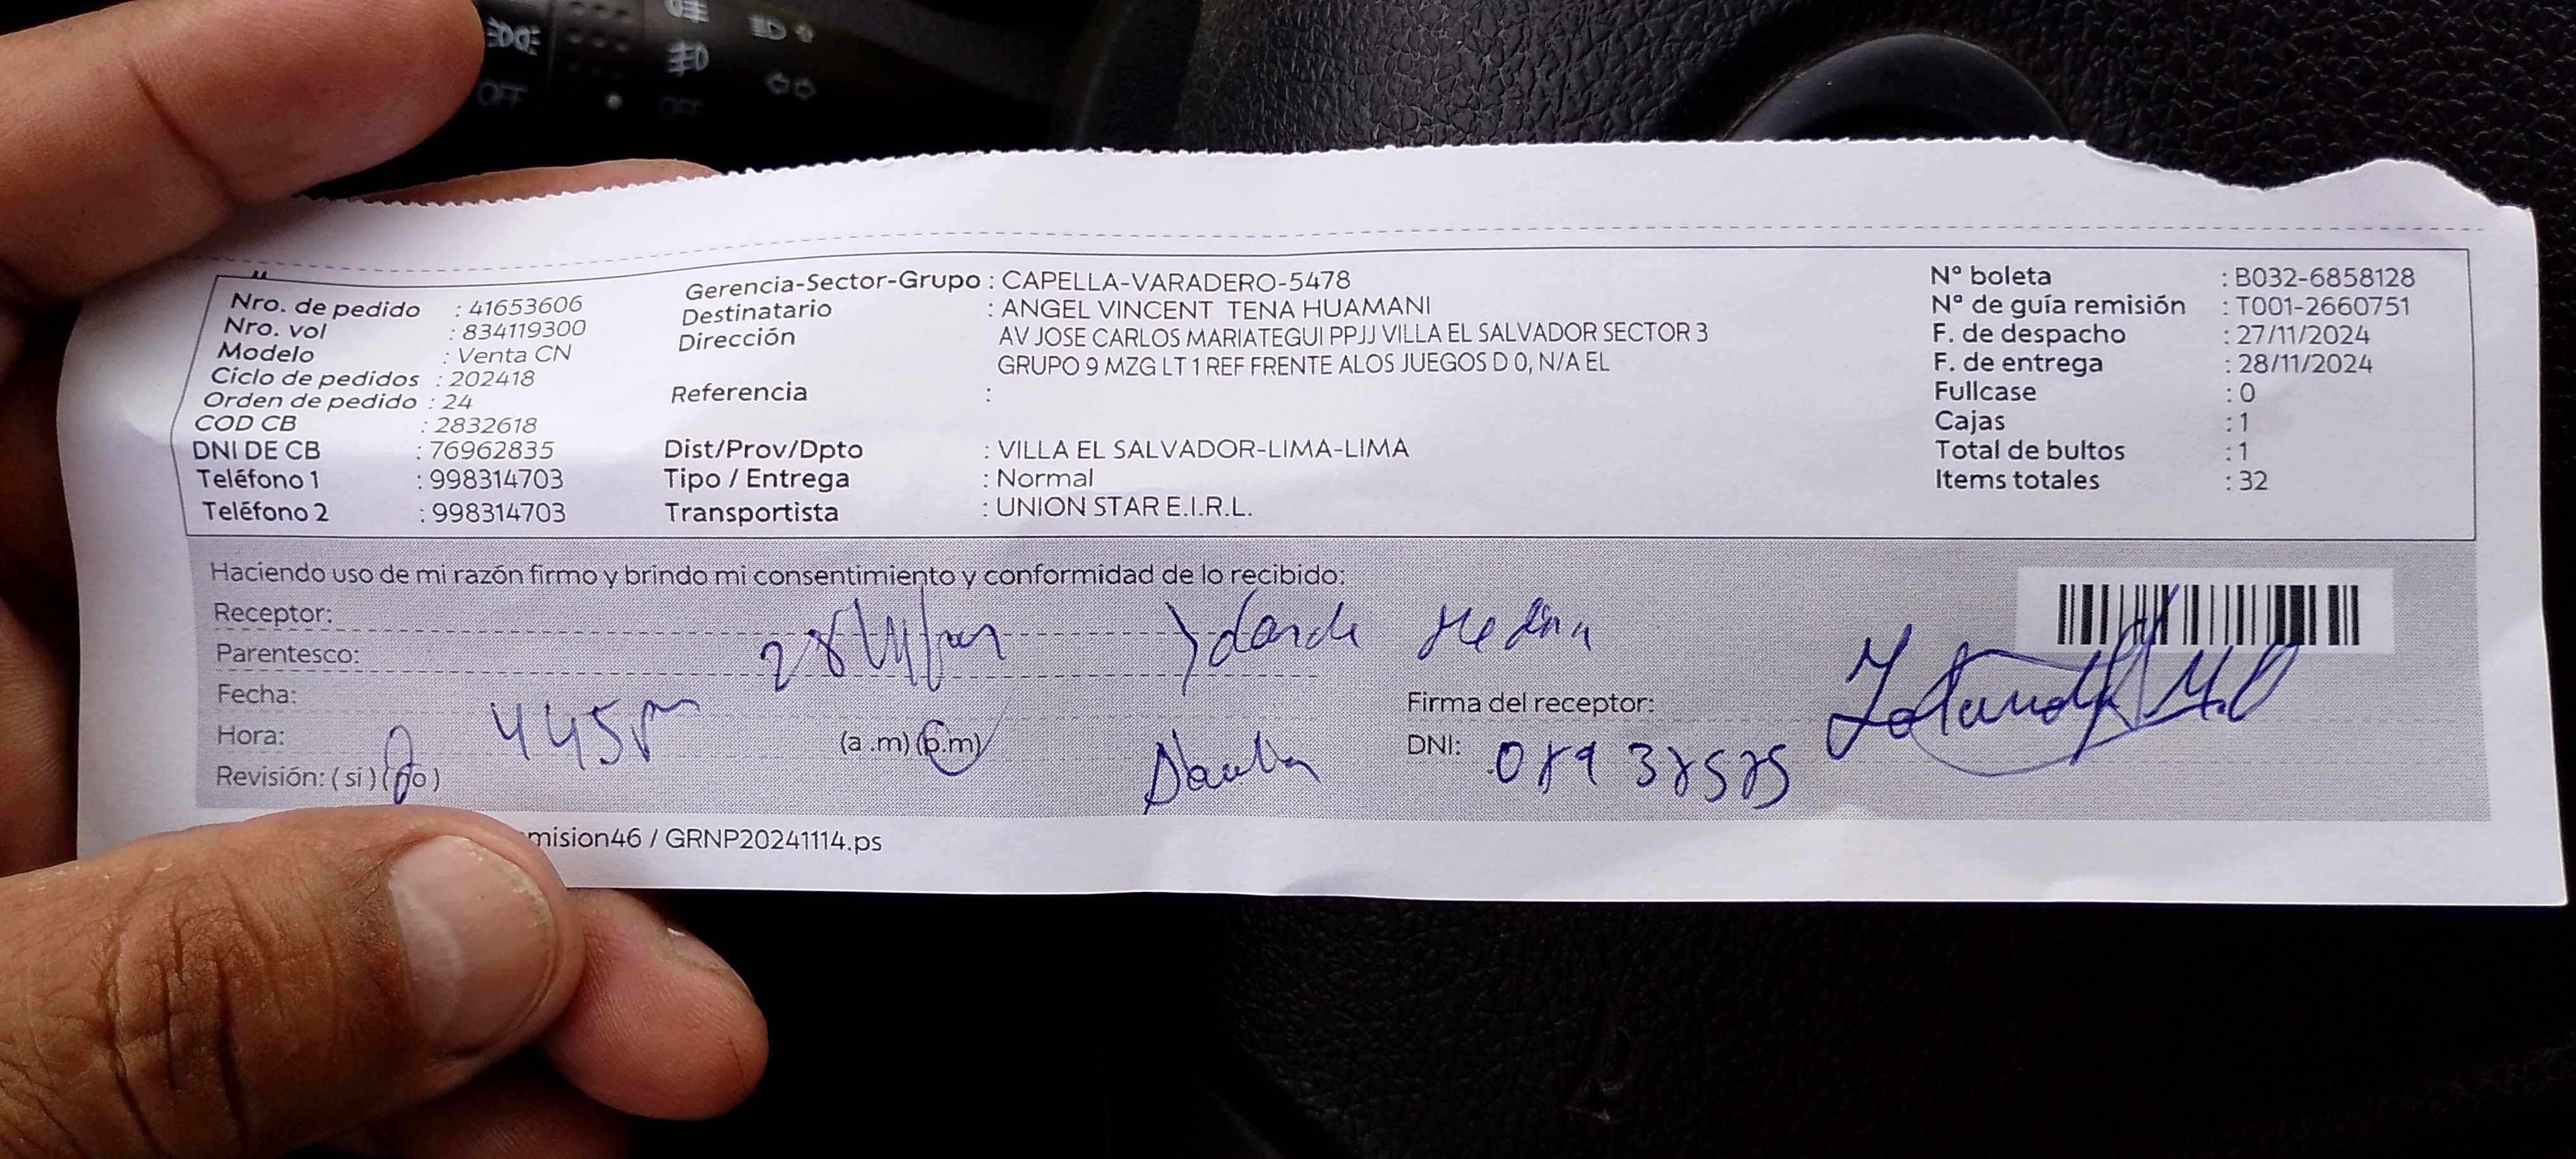 Nro. de pedido : 41653606
Nro. vol : 834119300
Modelo : Venta CN
Ciclo de pedidos : 202418
Orden de pedido : 24
COD CB : 2832618
DNI DE CB : 76962835
Teléfono 1 : 998314703
Teléfono 2 : 998314703
Gerencia-Sector-Grupo : CAPELLA-VARADERO-5478
Destinatario : ANGEL VINCENT TENA HUAMANI
Dirección AV JOSE CARLOS MARIATEGUI PPJJ VILLA EL SALVADOR SECTOR 3
GRUPO 9 MZG LT 1 REF FRENTE ALOS JUEGOS D 0, N/A EL
Referencia :
Dist/Prov/Dpto : VILLA EL SALVADOR-LIMA-LIMA
Tipo / Entrega : Normal
Transportista : UNION STAR E.I.R.L.
N° boleta : B032-6858128
N° de guía remisión : T001-2660751
F. de despacho : 27/11/2024
F. de entrega : 28/11/2024
Fullcase : 0
Cajas : 1
Total de bultos : 1
Items totales : 32
Haciendo uso de mi razón firmo y brindo mi consentimiento y conformidad de lo recibido:
Receptor:
Parentesco:
Fecha:
Hora: 445pm (a.m) (p.m)
Revisión: (si) (no)
Medina
Firma del receptor:
DNI:
mision46 / GRNP20241114.ps
OFF
OFF